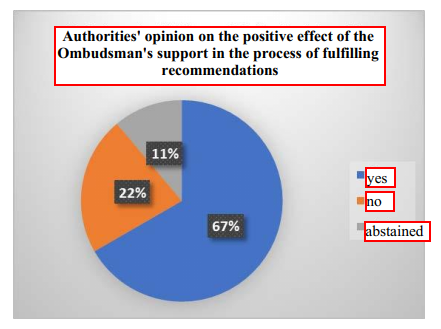 Authorities' opinion on the positive effect of the
Ombudsman's support in the process of fulfilling
recommendations
11%
22%
67%
yes
no
abstained